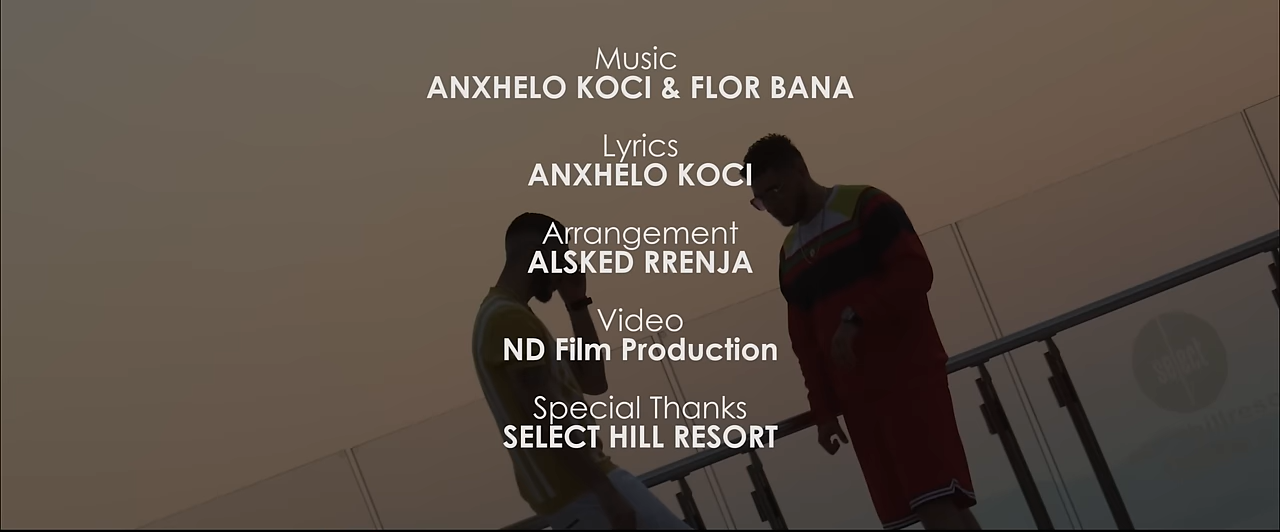 Music
ANXHELO KOCI & FLOR BANA
Lyrics
ANXHELO KOCI
Arrangement
ALSKED RRENJA
Video
ND Film Production
Special Thanks
SELECT HILL RESORT
select